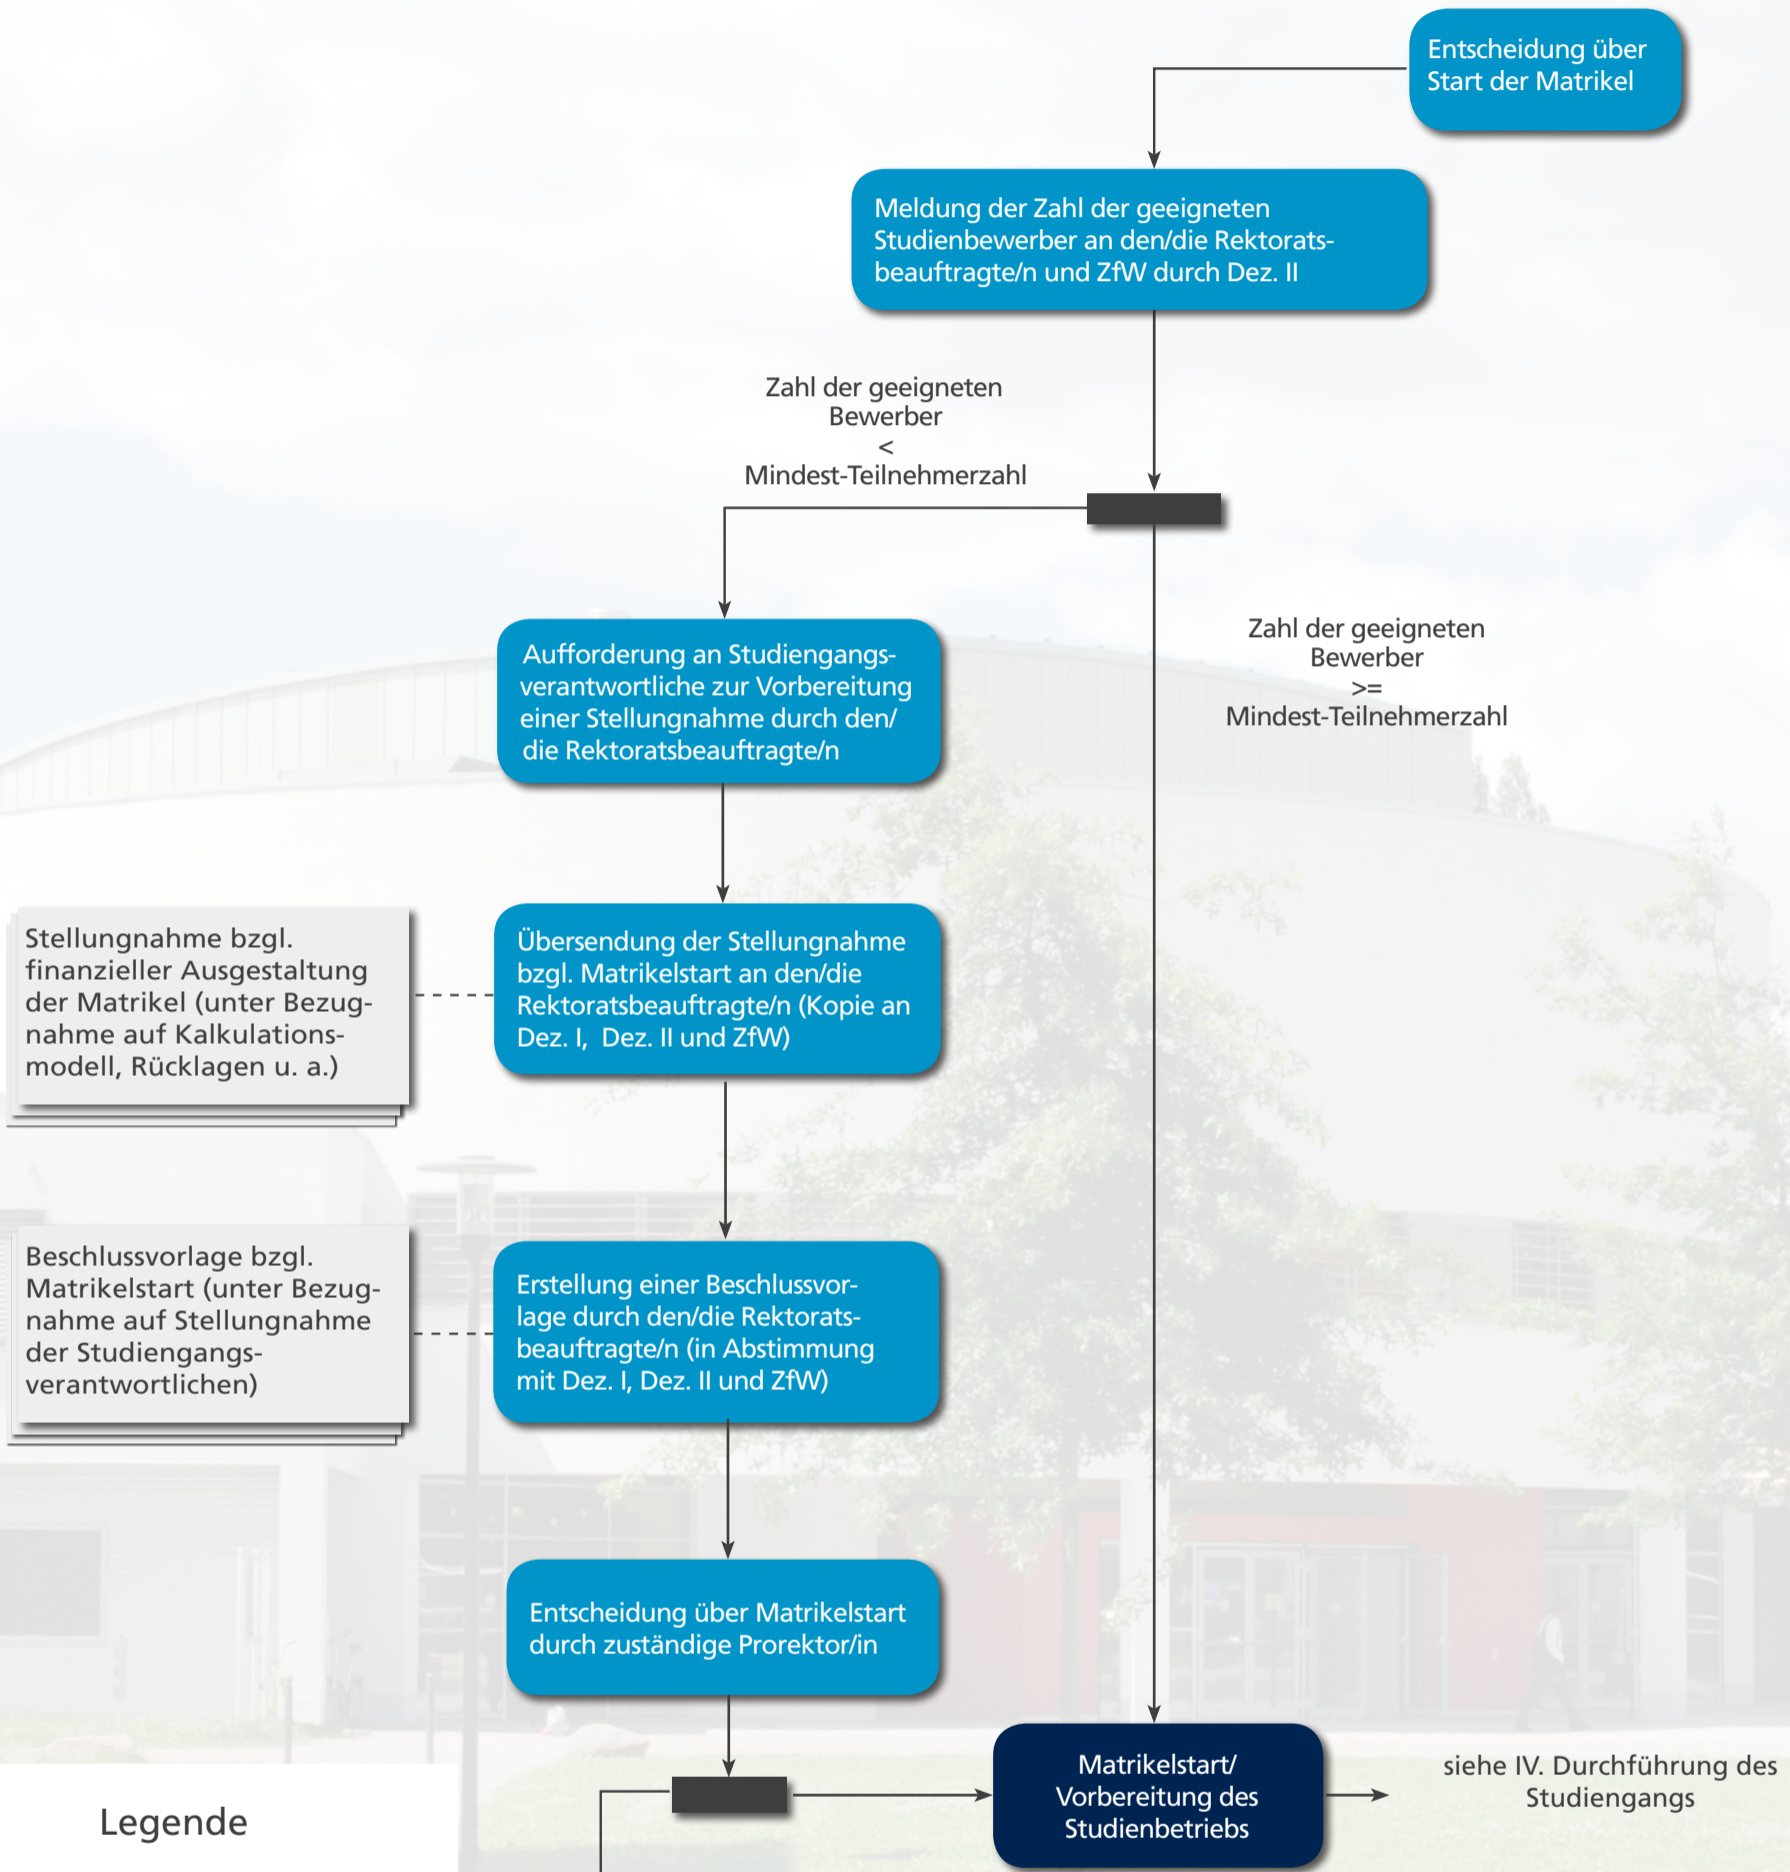 Entscheidung über
Start der Matrikel
Meldung der Zahl der geeigneten
Studienbewerber an den/die Rektorats-
beauftragte/n und ZfW durch Dez. II
Zahl der geeigneten
Bewerber
<
Mindest-Teilnehmerzahl
Zahl der geeigneten
Bewerber
>=
Mindest-Teilnehmerzahl
Aufforderung an Studiengangs-
verantwortliche zur Vorbereitung
einer Stellungnahme durch den/
die Rektoratsbeauftragte/n
Stellungnahme bzgl.
finanzieller Ausgestaltung
der Matrikel (unter Bezug-
nahme auf Kalkulations-
modell, Rücklagen u. a.)
Übersendung der Stellungnahme
bzgl. Matrikelstart an den/die
Rektoratsbeauftragte/n (Kopie an
Dez. I, Dez. II und ZfW)
Beschlussvorlage bzgl.
Matrikelstart (unter Bezug-
nahme auf Stellungnahme
der Studiengangs-
verantwortlichen)
Erstellung einer Beschlussvor-
lage durch den/die Rektorats-
beauftragte/n (in Abstimmung
mit Dez. I, Dez. II und ZfW)
Entscheidung über Matrikelstart
durch zuständige Prorektor/in
Matrikelstart/
Vorbereitung des
Studienbetriebs
siehe IV. Durchführung des
Studiengangs
Legende